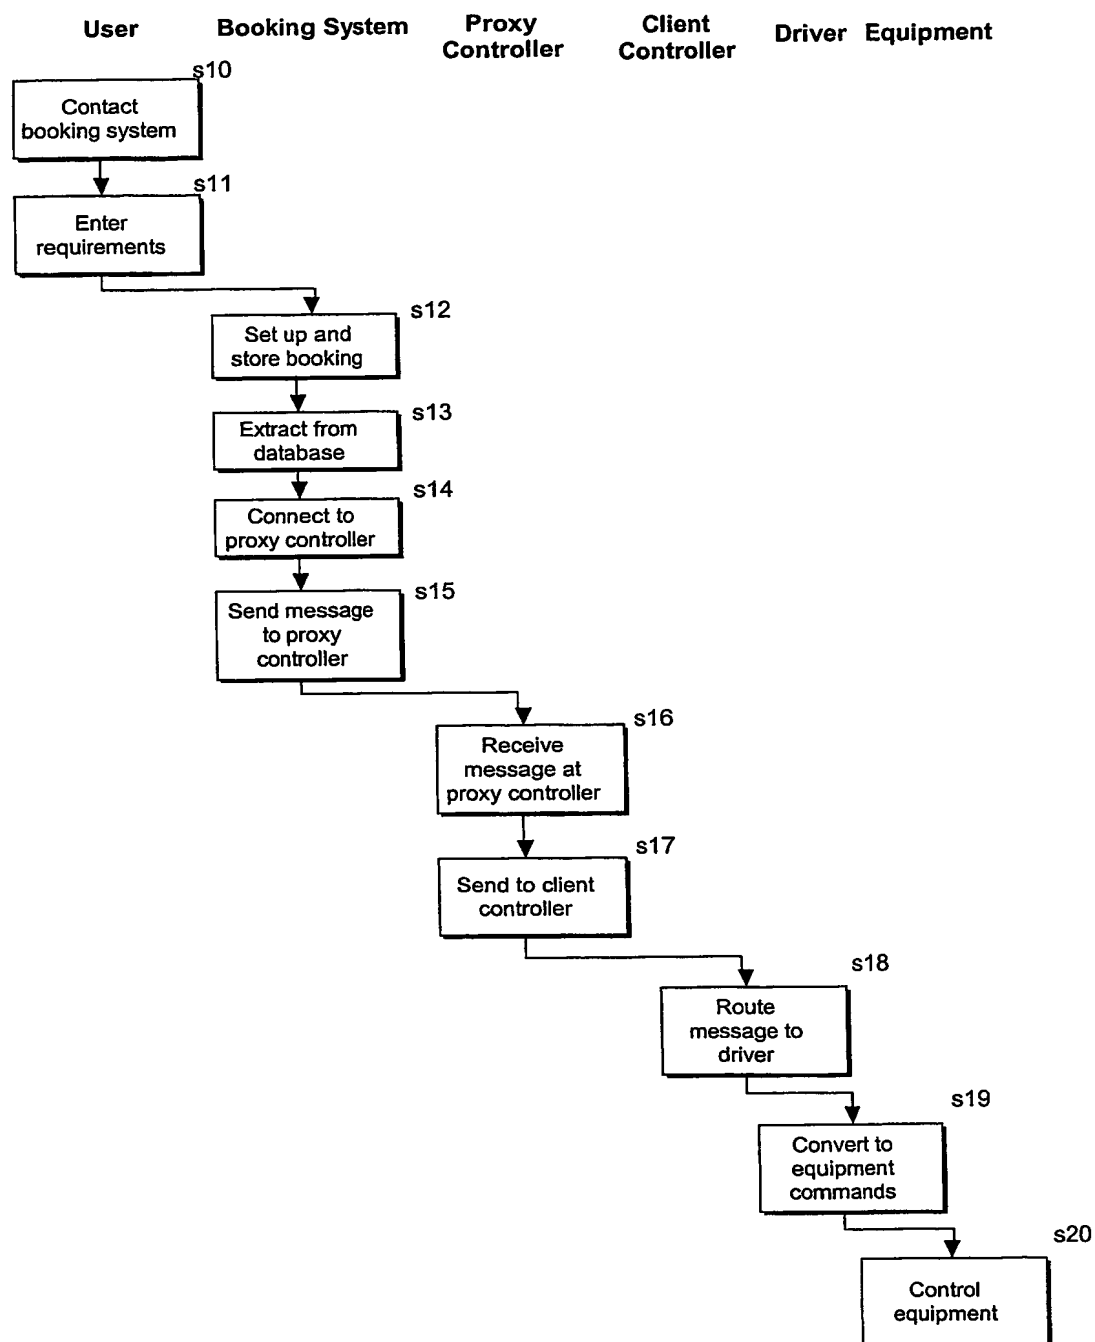 User
Booking System
Proxy
Controller
Client
Controller
Driver
Equipment
s10
Contact
booking system
s11
Enter
requirements
s12
Set up and
store booking
s13
Extract from
database
s14
Connect to
proxy controller
s15
Send message
to proxy
controller
s16
Receive
message at
proxy controller
s17
Send to client
controller
s18
Route
message to
driver
s19
Convert to
equipment
commands
s20
Control
equipment